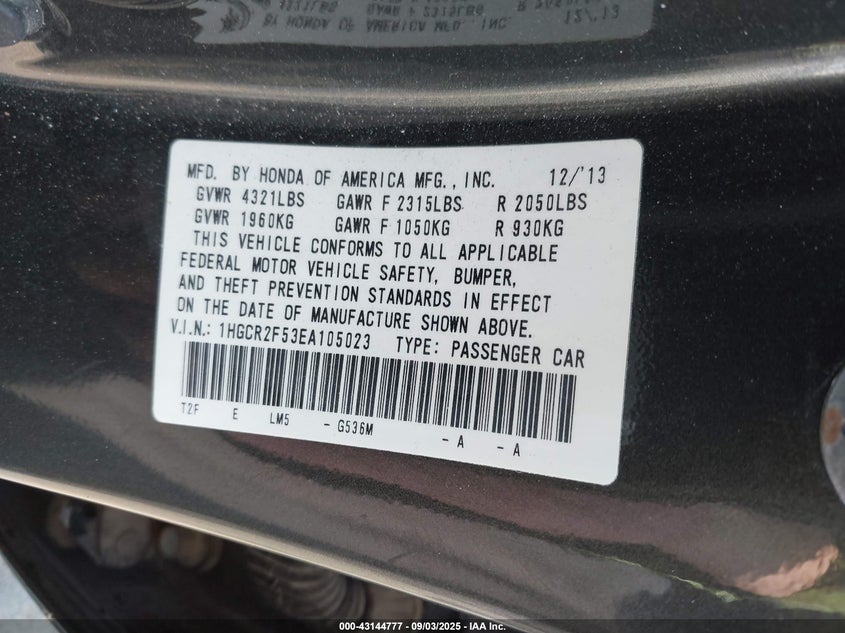 MFD. BY HONDA OF AMERICA MFG., INC. 12/'13
GVWR 4321LBS GAWR F 2315LBS R 2050LBS
GVWR 1960KG GAWR F 1050KG R 930KG
THIS VEHICLE CONFORMS TO ALL APPLICABLE
FEDERAL MOTOR VEHICLE SAFETY, BUMPER,
AND THEFT PREVENTION STANDARDS IN EFFECT
ON THE DATE OF MANUFACTURE SHOWN ABOVE.
V.I.N.: 1HGCR2F53EA105023 TYPE: PASSENGER CAR
T2F E LM5 - G536M - A - A
000-43144777 - 09/03/2025 - IAA Inc.